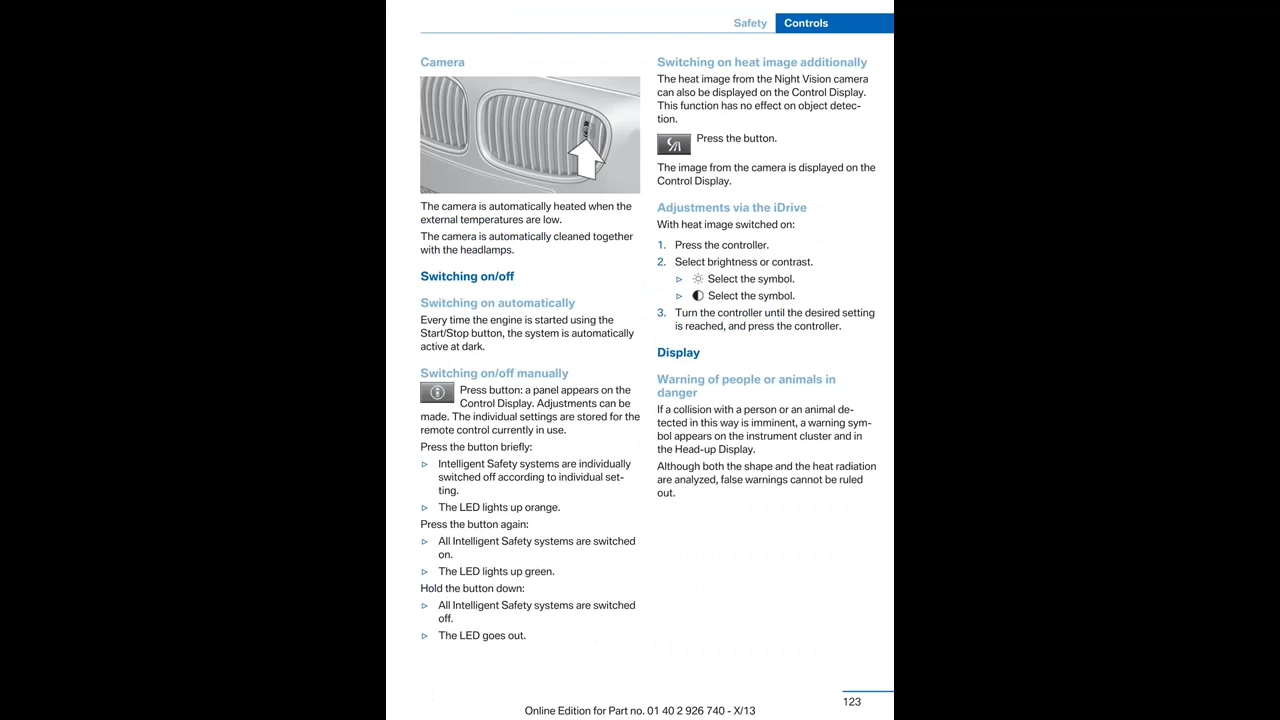 Safety Controls
Camera
The camera is automatically heated when the
external temperatures are low.
The camera is automatically cleaned together
with the headlamps.
Switching on/off
Switching on automatically
Every time the engine is started using the
Start/Stop button, the system is automatically
active at dark.
Switching on/off manually
Press button: a panel appears on the
Control Display. Adjustments can be
made. The individual settings are stored for the
remote control currently in use.
Press the button briefly:
▷ Intelligent Safety systems are individually
switched off according to individual set-
ting.
▷ The LED lights up orange.
Press the button again:
▷ All Intelligent Safety systems are switched
on.
▷ The LED lights up green.
Hold the button down:
▷ All Intelligent Safety systems are switched
off.
▷ The LED goes out.
Switching on heat image additionally
The heat image from the Night Vision camera
can also be displayed on the Control Display.
This function has no effect on object detec-
tion.
Press the button.
The image from the camera is displayed on the
Control Display.
Adjustments via the iDrive
With heat image switched on:
1. Press the controller.
2. Select brightness or contrast.
▷ Select the symbol.
▷ Select the symbol.
3. Turn the controller until the desired setting
is reached, and press the controller.
Display
Warning of people or animals in
danger
If a collision with a person or an animal de-
tected in this way is imminent, a warning sym-
bol appears on the instrument cluster and in
the Head-up Display.
Although both the shape and the heat radiation
are analyzed, false warnings cannot be ruled
out.
123
Online Edition for Part no. 01 40 2 926 740 - X/13